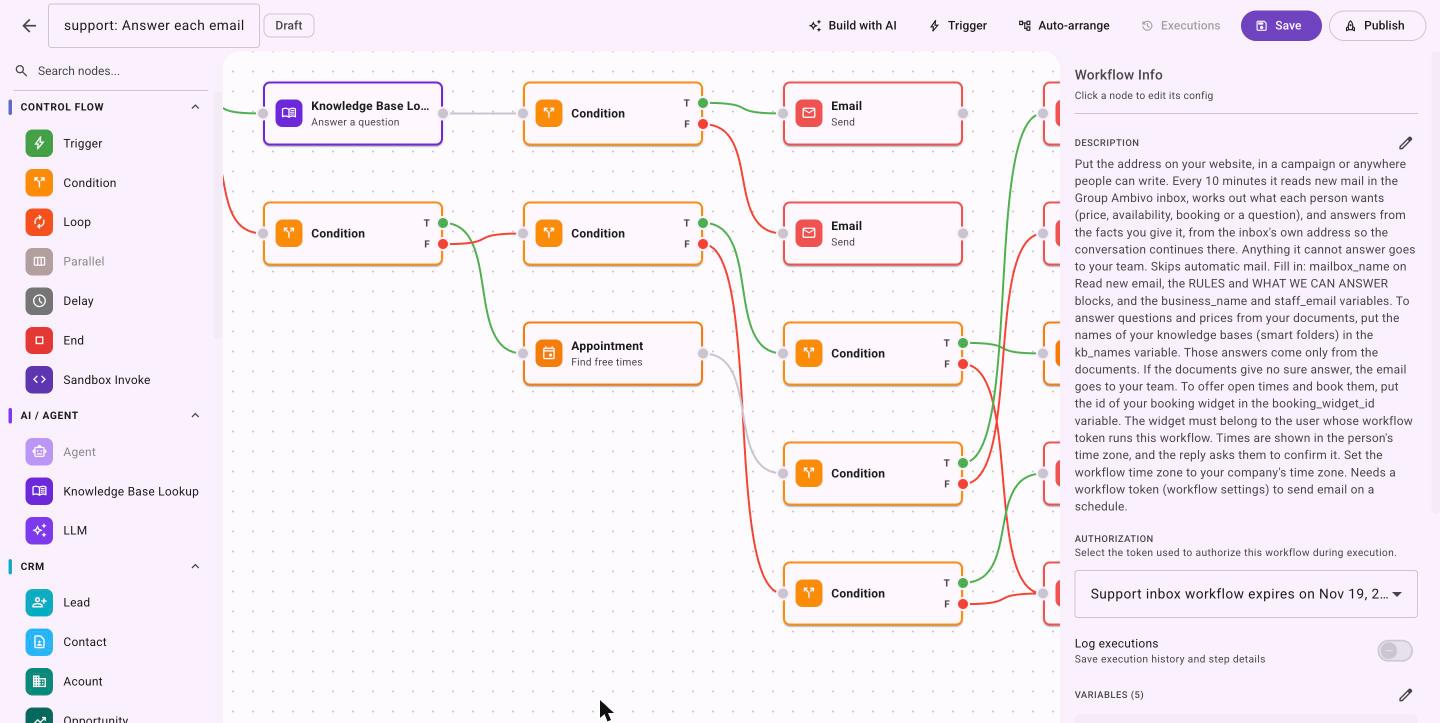 support: Answer each email
Draft
Build with AI
Trigger
Auto-arrange
Executions
Save
Publish
Search nodes...
CONTROL FLOW
Trigger
Condition
Loop
Parallel
Delay
End
Sandbox Invoke
AI / AGENT
Agent
Knowledge Base Lookup
LLM
CRM
Lead
Contact
Acount
Opportunity
Knowledge Base Lo...
Answer a question
Condition
T
F
Email
Send
Condition
T
F
Condition
T
F
Email
Send
Appointment
Find free times
Condition
T
F
Condition
T
F
Condition
T
F
Workflow Info
Click a node to edit its config
DESCRIPTION
Put the address on your website, in a campaign or anywhere
people can write. Every 10 minutes it reads new mail in the
Group Ambivo inbox, works out what each person wants
(price, availability, booking or a question), and answers from
the facts you give it, from the inbox's own address so the
conversation continues there. Anything it cannot answer goes
to your team. Skips automatic mail. Fill in: mailbox_name on
Read new email, the RULES and WHAT WE CAN ANSWER
blocks, and the business_name and staff_email variables. To
answer questions and prices from your documents, put the
names of your knowledge bases (smart folders) in the
kb_names variable. Those answers come only from the
documents. If the documents give no sure answer, the email
goes to your team. To offer open times and book them, put
the id of your booking widget in the booking_widget_id
variable. The widget must belong to the user whose workflow
token runs this workflow. Times are shown in the person's
time zone, and the reply asks them to confirm it. Set the
workflow time zone to your company's time zone. Needs a
workflow token (workflow settings) to send email on a
schedule.
AUTHORIZATION
Select the token used to authorize this workflow during execution.
Support inbox workflow expires on Nov 19, 2...
Log executions
Save execution history and step details
VARIABLES (5)